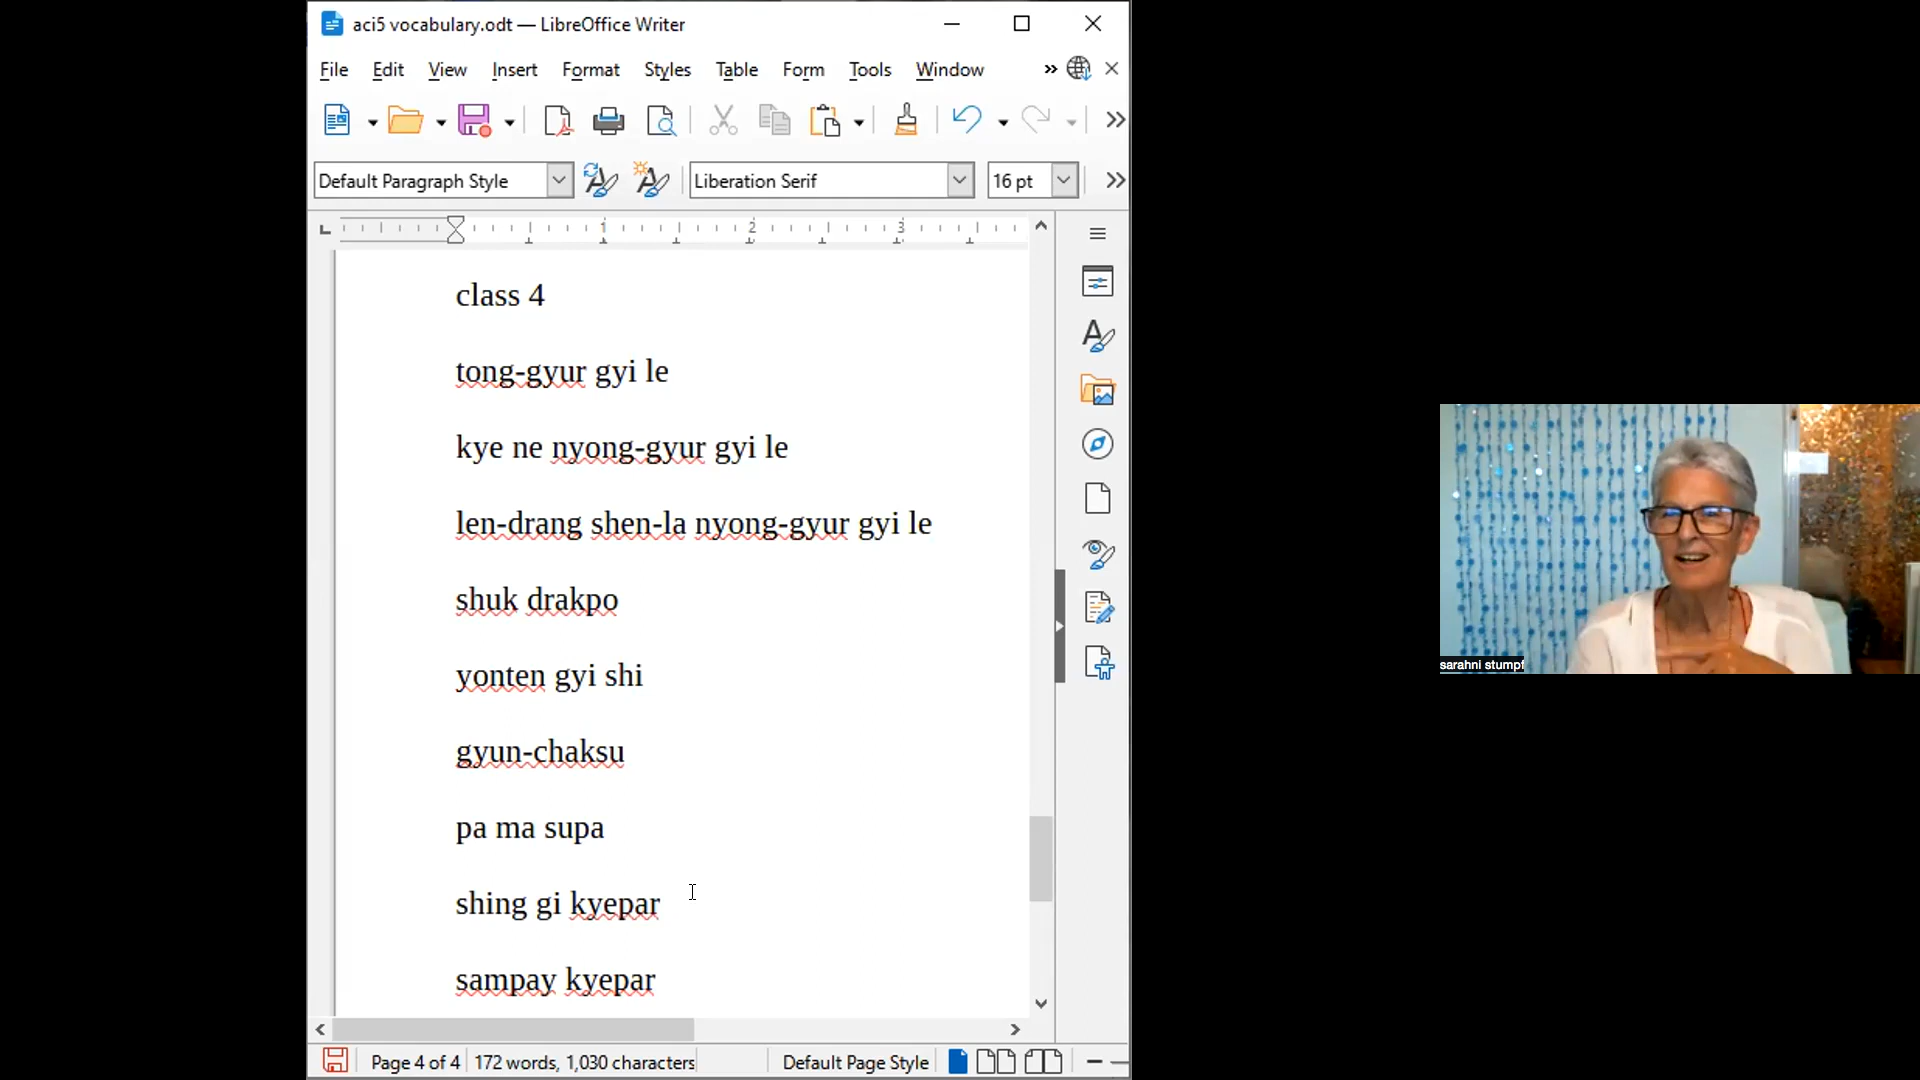 aci5 vocabulary.odt — LibreOffice Writer
File Edit View Insert Format Styles Table Form Tools Window
Default Paragraph Style Liberation Serif 16 pt
1 2 3
class 4
tong-gyur gyi le
kye ne nyong-gyur gyi le
len-drang shen-la nyong-gyur gyi le
shuk drakpo
yonten gyi shi
gyun-chaksu
pa ma supa
shing gi kyepar
sampay kyepar
sarahni stumpf
Page 4 of 4 172 words, 1,030 characters Default Page Style